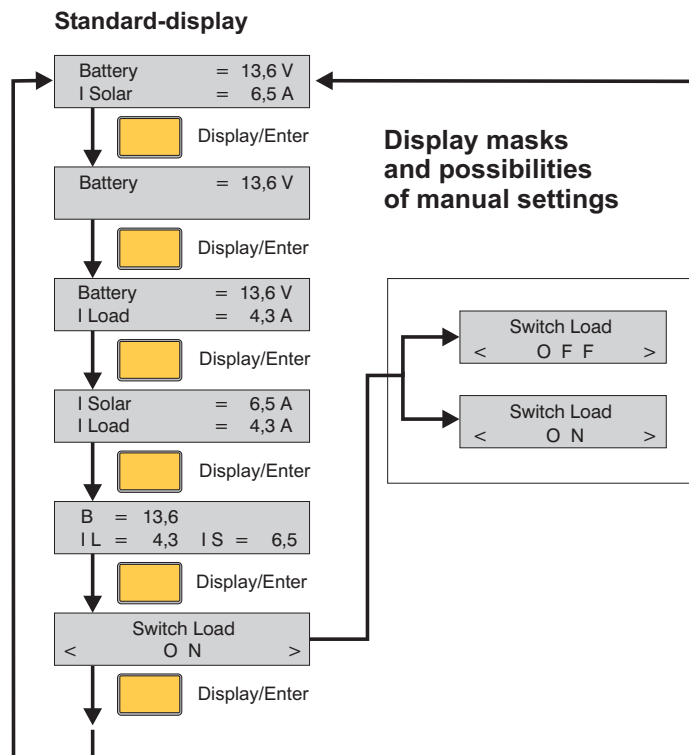 Standard-display
Battery = 13,6 V
I Solar = 6,5 A
Display/Enter
Battery = 13,6 V
Display/Enter
Battery = 13,6 V
I Load = 4,3 A
Display/Enter
I Solar = 6,5 A
I Load = 4,3 A
Display/Enter
B = 13,6
I L = 4,3 I S = 6,5
Display/Enter
Switch Load
< O N >
Display/Enter
Display masks
and possibilities
of manual settings
Switch Load
< O F F >
Switch Load
< O N >